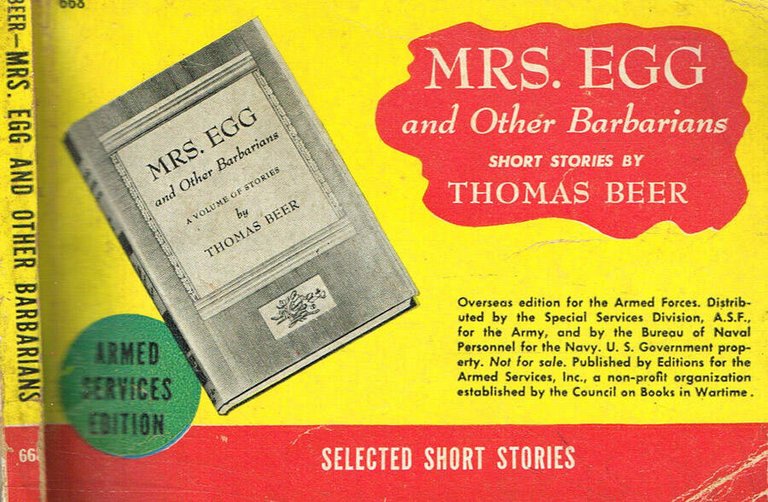 668
BEER—MRS. EGG AND OTHER BARBARIANS
668
MRS. EGG
and Other Barbarians
A VOLUME OF STORIES
by
THOMAS BEER
ARMED
SERVICES
EDITION
MRS. EGG
and Other Barbarians
SHORT STORIES BY
THOMAS BEER
Overseas edition for the Armed Forces. Distrib-
uted by the Special Services Division, A.S.F.,
for the Army, and by the Bureau of Naval
Personnel for the Navy. U. S. Government prop-
erty. Not for sale. Published by Editions for the
Armed Services, Inc., a non-profit organization
established by the Council on Books in Wartime.
SELECTED SHORT STORIES